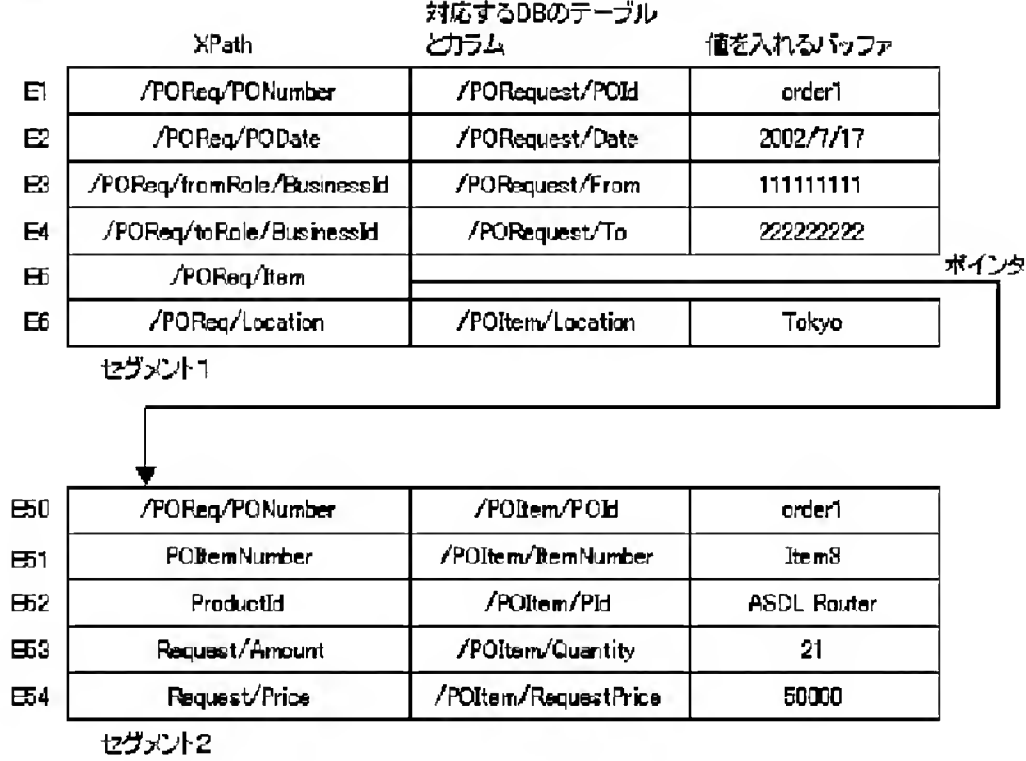 対応するDBのテーブル
XPath とカラム 値を入れるバッファ
E1 /POReq/PONumber /PORequest/POId order1
E2 /POReq/PODate /PORequest/Date 2002/7/17
E3 /POReq/fromRole/BusinessId /PORequest/From 111111111
E4 /POReq/toRole/BusinessId /PORequest/To 222222222
E5 /POReq/Item
ポインタ
E6 /POReq/Location /POItem/Location Tokyo
セグメント1
E50 /POReq/PONumber /POItem/POId order1
E51 POItemNumber /POItem/ItemNumber Item8
E52 ProductId /POItem/PId ASDL Router
E53 Request/Amount /POItem/Quantity 21
E54 Request/Price /POItem/RequestPrice 50000
セグメント2